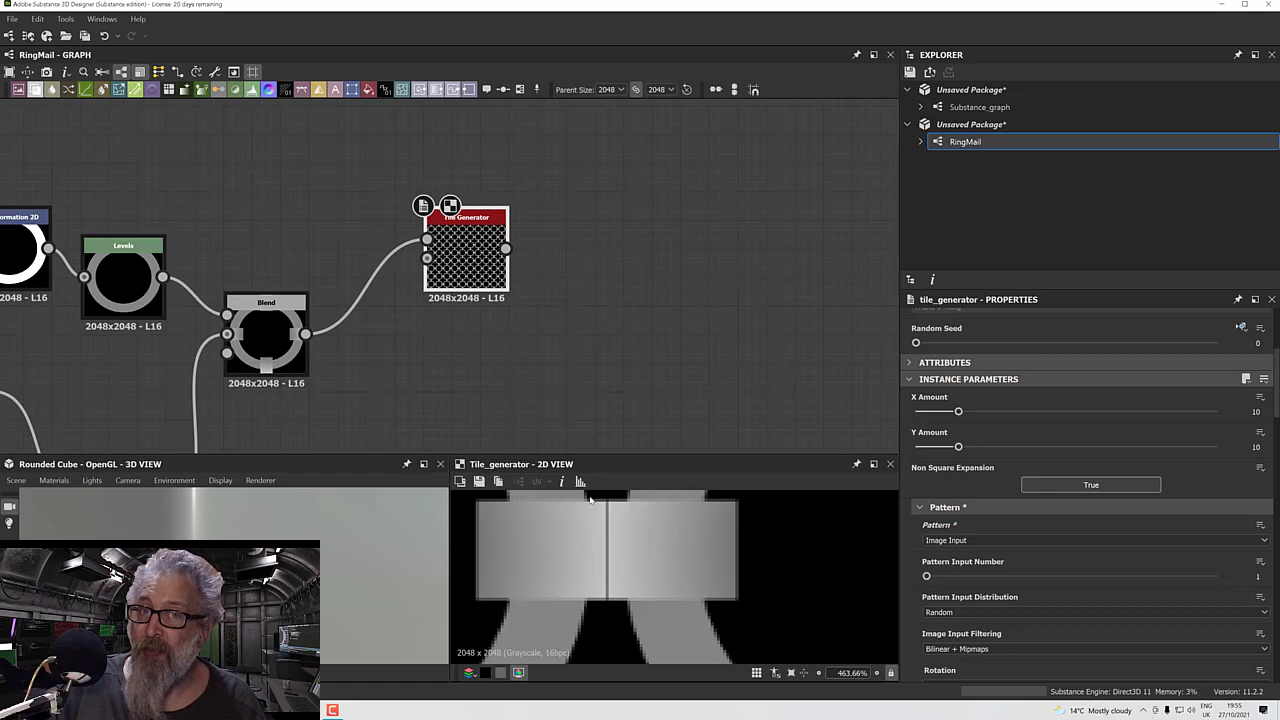 Adobe Substance 3D Designer (Substance edition) - License: 20 days remaining
File Edit Tools Windows Help
RingMail - GRAPH
Parent Size: 2048 2048
ormation 2D
2048 - L16
Levels
2048x2048 - L16
Blend
2048x2048 - L16
Tile Generator
2048x2048 - L16
EXPLORER
Unsaved Package*
Substance_graph
Unsaved Package*
RingMail
tile_generator - PROPERTIES
Random Seed
0
ATTRIBUTES
INSTANCE PARAMETERS
X Amount
10
Y Amount
10
Non Square Expansion
True
Pattern *
Pattern *
Image Input
Pattern Input Number
1
Pattern Input Distribution
Random
Image Input Filtering
Bilinear + Mipmaps
Rotation
Rounded Cube - OpenGL - 3D VIEW
Scene Materials Lights Camera Environment Display Renderer
Tile_generator - 2D VIEW
UV
2048 x 2048 (Grayscale, 16bpc)
463.66%
Substance Engine: Direct3D 11 Memory: 3% Version: 11.2.2
14°C Mostly cloudy ENG UK 19:55 27/10/2021